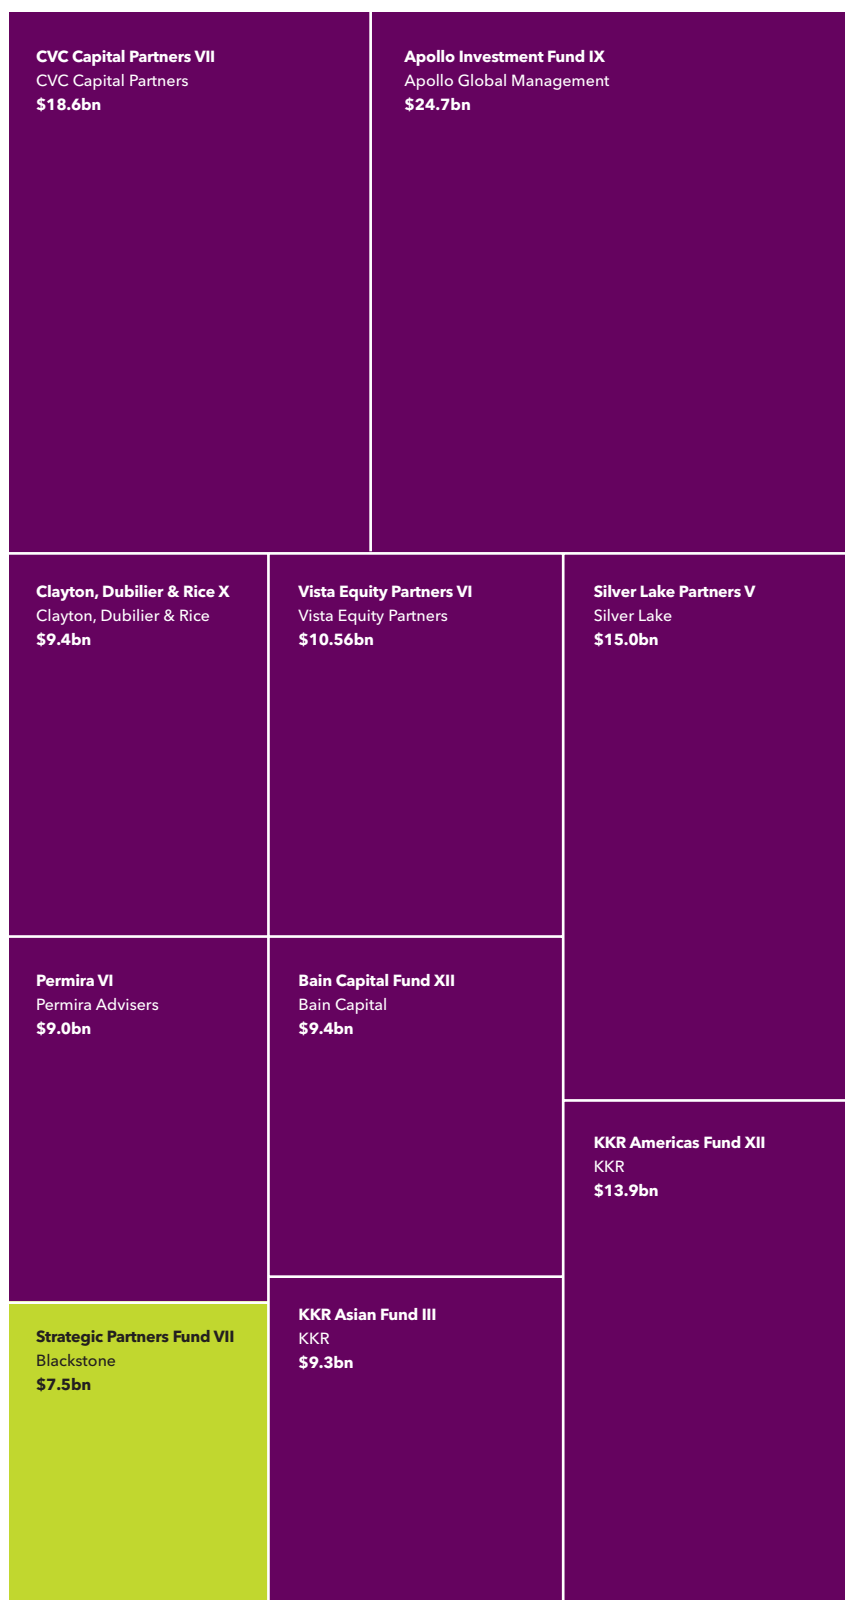 CVC Capital Partners VII
CVC Capital Partners
$18.6bn
Apollo Investment Fund IX
Apollo Global Management
$24.7bn
Clayton, Dubilier & Rice X
Clayton, Dubilier & Rice
$9.4bn
Vista Equity Partners VI
Vista Equity Partners
$10.56bn
Silver Lake Partners V
Silver Lake
$15.0bn
Permira VI
Permira Advisers
$9.0bn
Bain Capital Fund XII
Bain Capital
$9.4bn
KKR Americas Fund XII
KKR
$13.9bn
Strategic Partners Fund VII
Blackstone
$7.5bn
KKR Asian Fund III
KKR
$9.3bn